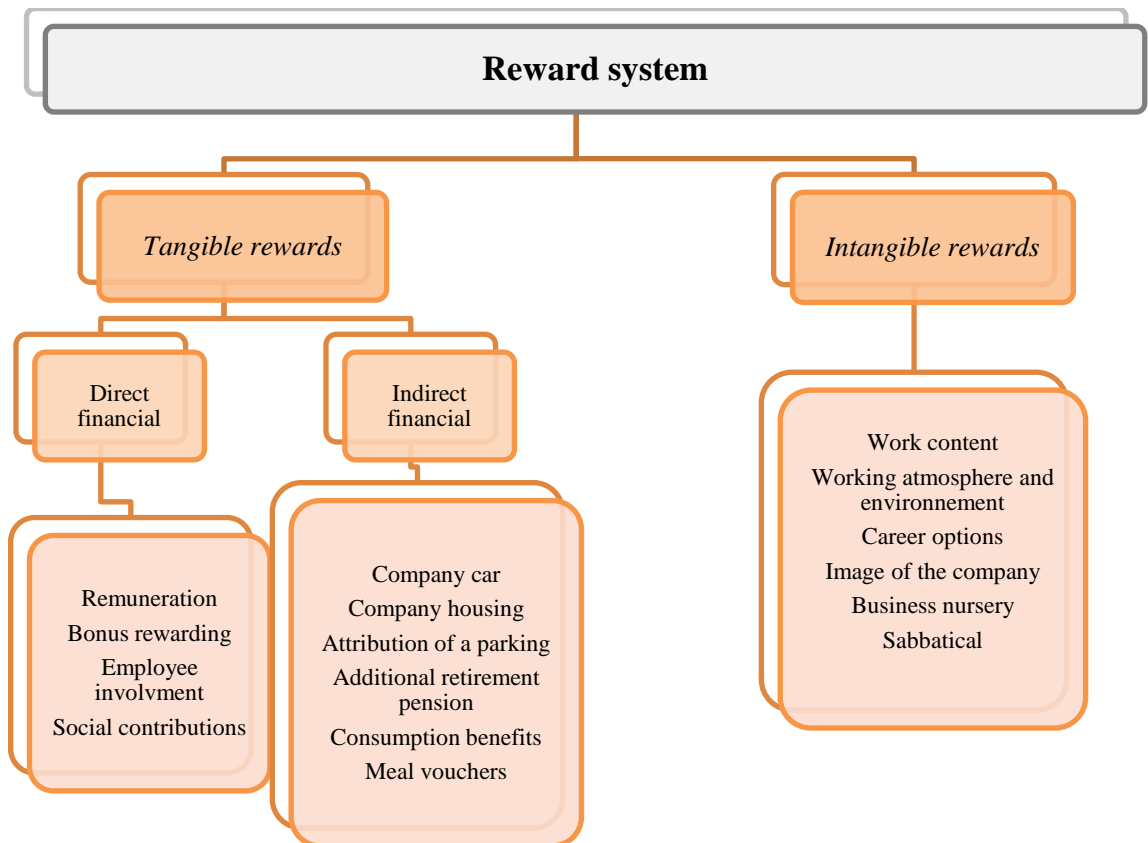 Reward system
Tangible rewards
Intangible rewards
Direct
financial
Indirect
financial
Remuneration
Bonus rewarding
Employee
involvment
Social contributions
Company car
Company housing
Attribution of a parking
Additional retirement
pension
Consumption benefits
Meal vouchers
Work content
Working atmosphere and
environnement
Career options
Image of the company
Business nursery
Sabbatical